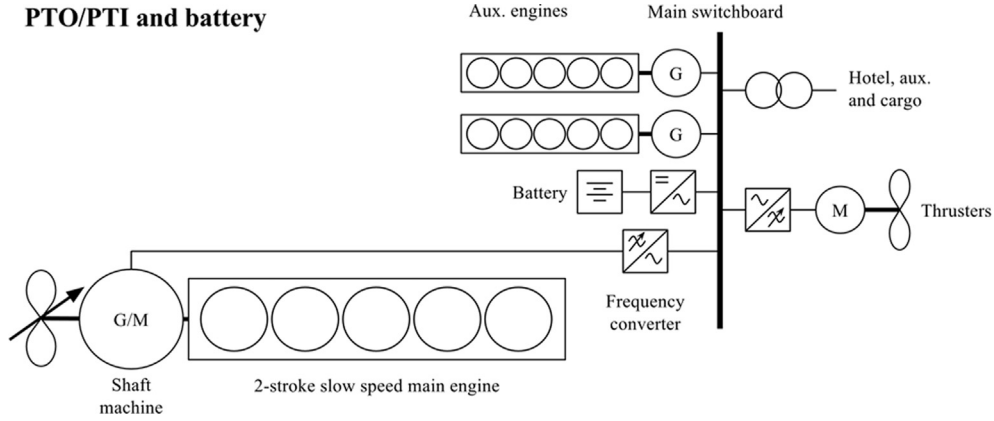 PTO/PTI and battery
Aux. engines
Main switchboard
G
Hotel, aux.
and cargo
G
Battery
M
Thrusters
Frequency
converter
G/M
Shaft
machine
2-stroke slow speed main engine